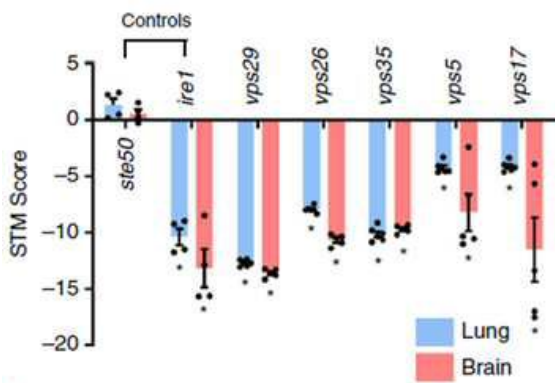 Controls
ste50
ire1
vps29
vps26
vps35
vps5
vps17
STM Score
5
0
−5
−10
−15
−20
*
*
*
*
*
*
*
*
*
*
*
*
Lung
Brain